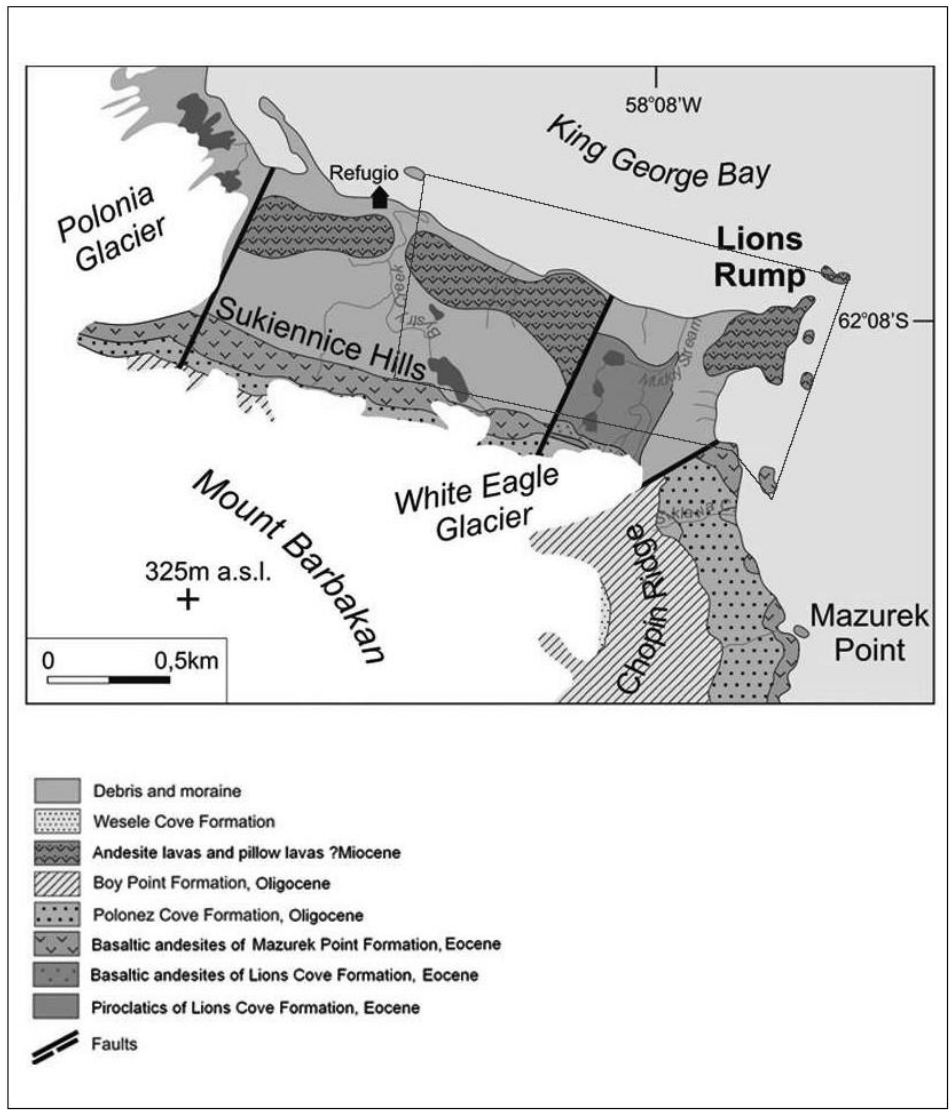 58°08'W
King George Bay
Refugio
Polonia
Glacier
Lions
Rump
62°08'S
Creek
Bystry
Sukiennice Hills
Muddy Stream
White Eagle
Glacier
Mount Barbakan
325m a.s.l.
Chopin Ridge
Mazurek
Point
0
0,5km
Debris and moraine
Wesele Cove Formation
Andesite lavas and pillow lavas ?Miocene
Boy Point Formation, Oligocene
Polonez Cove Formation, Oligocene
Basaltic andesites of Mazurek Point Formation, Eocene
Basaltic andesites of Lions Cove Formation, Eocene
Piroclatics of Lions Cove Formation, Eocene
Faults